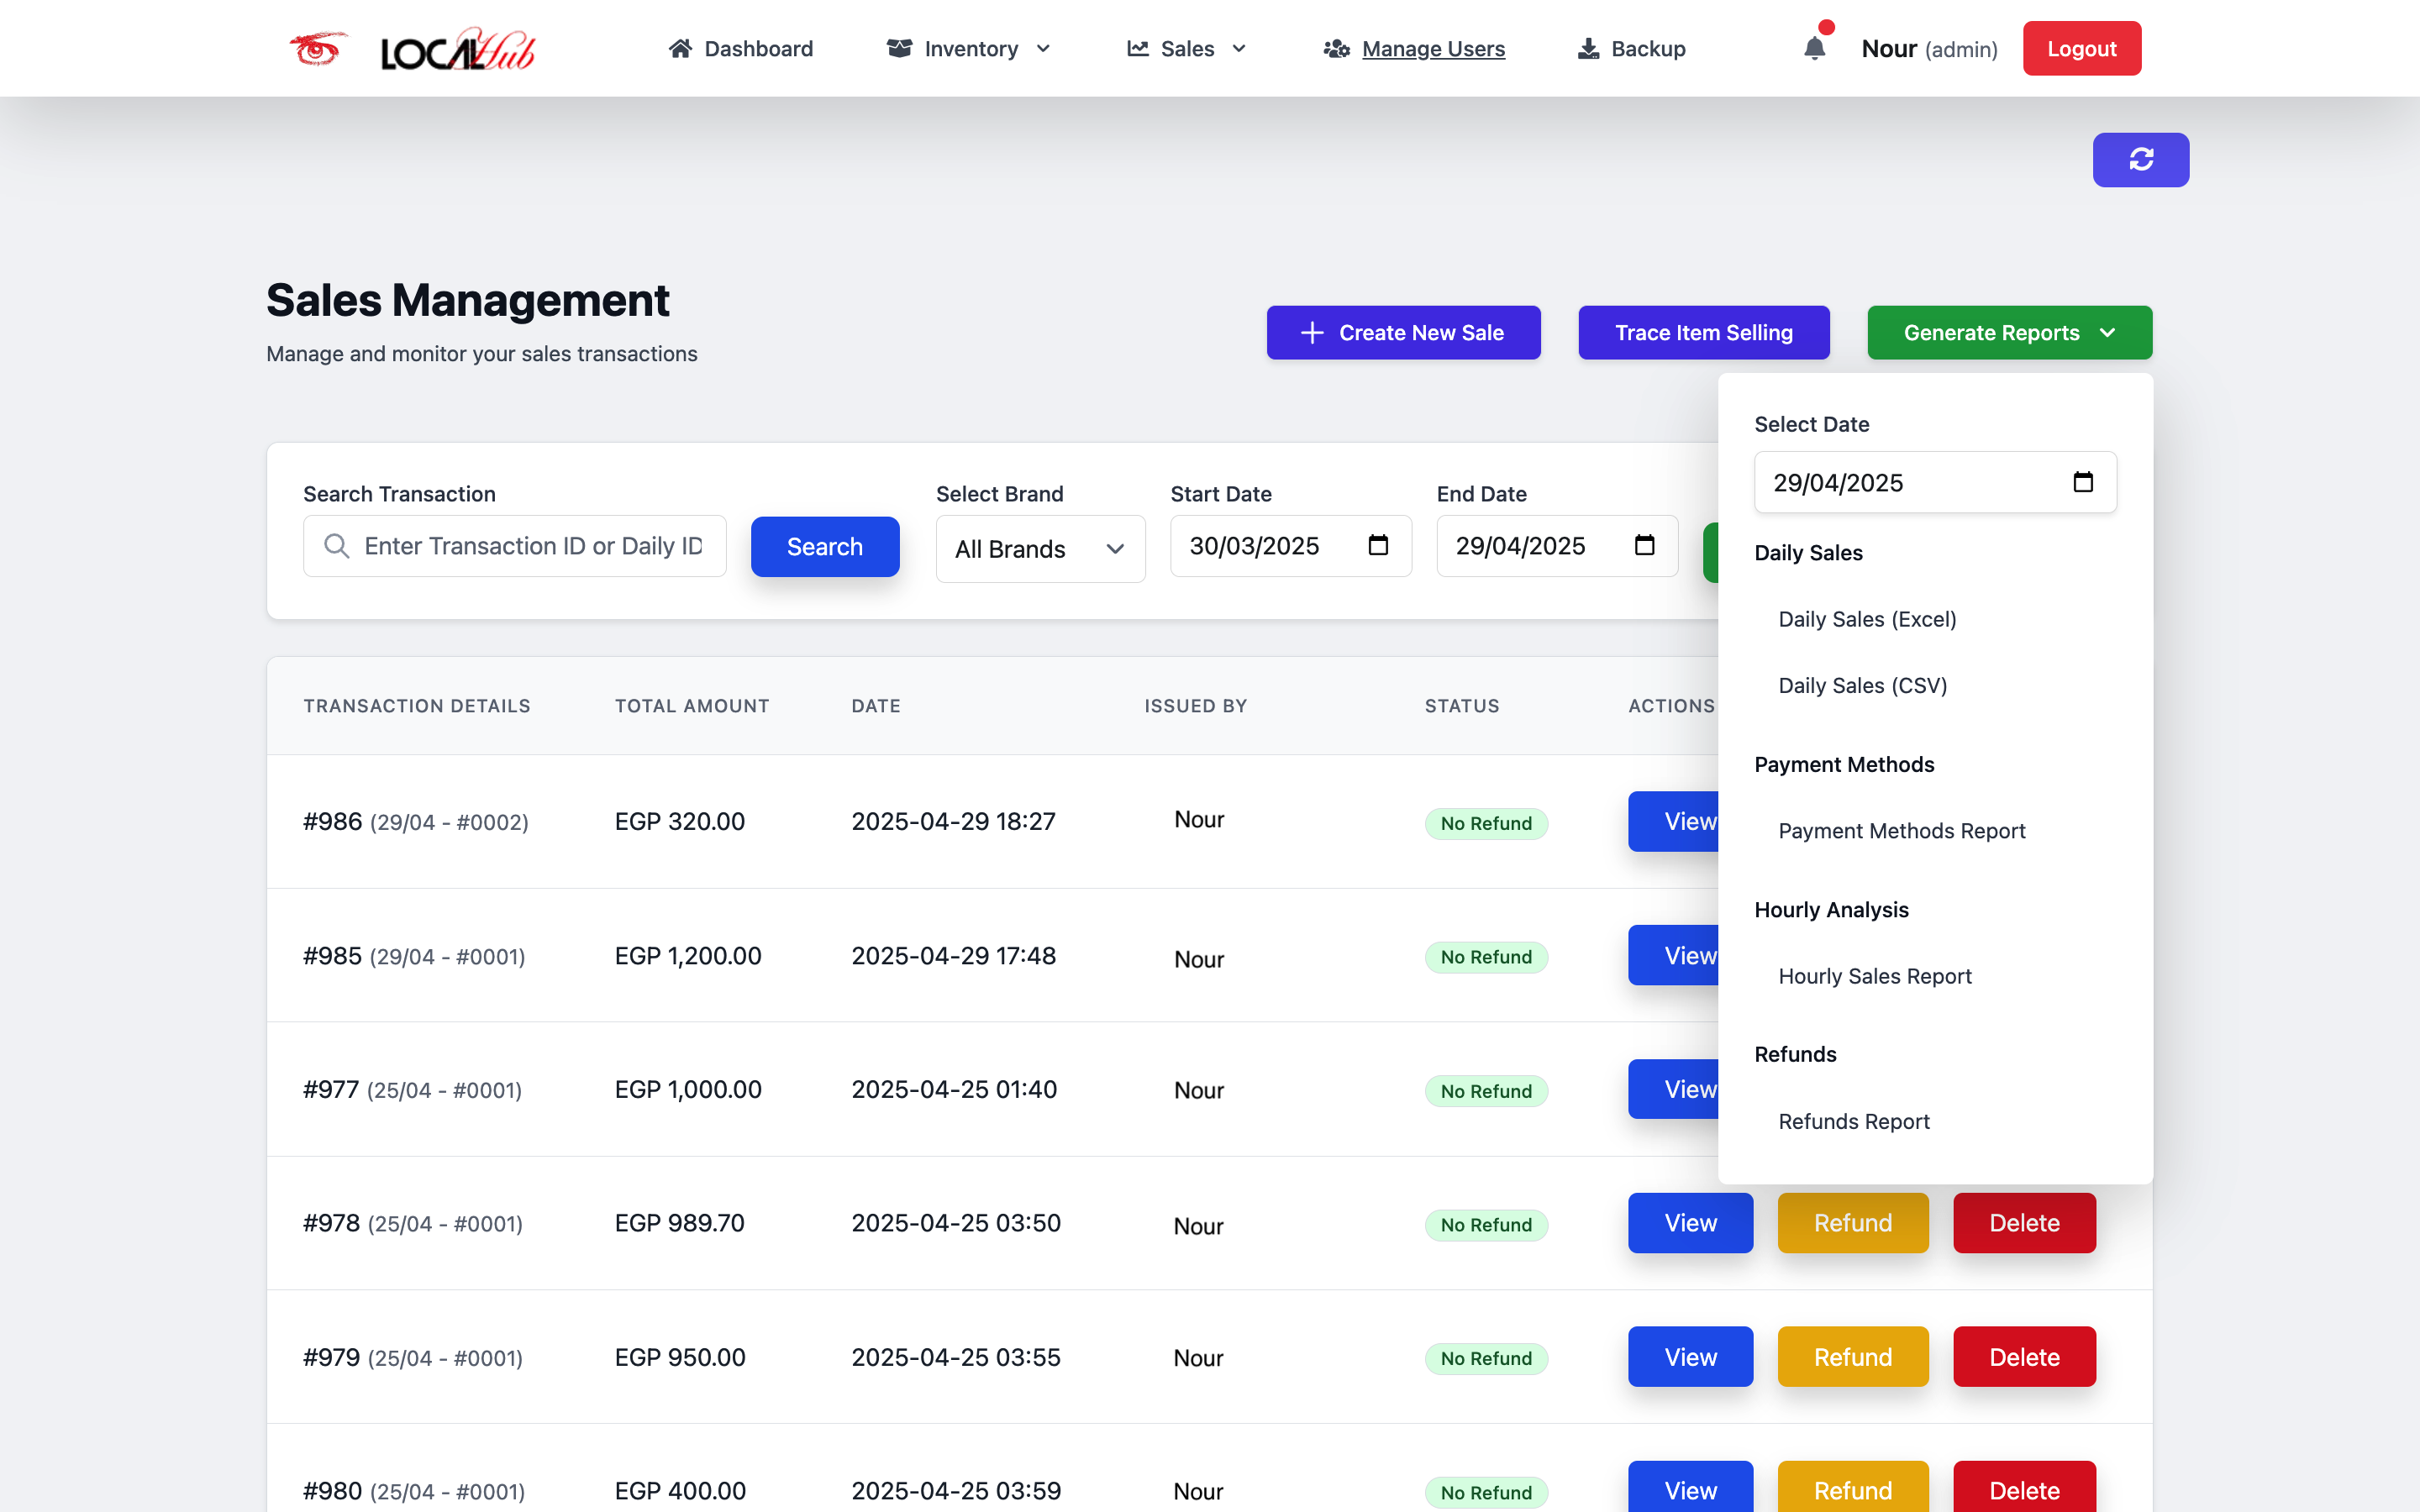 LOCAL Hub
Dashboard
Inventory
Sales
Manage Users
Backup
Nour (admin)
Logout
Sales Management
Manage and monitor your sales transactions
Create New Sale
Trace Item Selling
Generate Reports
Search Transaction
Enter Transaction ID or Daily ID
Search
Select Brand
All Brands
Start Date
30/03/2025
End Date
29/04/2025
Select Date
29/04/2025
Daily Sales
Daily Sales (Excel)
Daily Sales (CSV)
Payment Methods
Payment Methods Report
Hourly Analysis
Hourly Sales Report
Refunds
Refunds Report
TRANSACTION DETAILS TOTAL AMOUNT DATE ISSUED BY STATUS ACTIONS
#986 (29/04 - #0002) EGP 320.00 2025-04-29 18:27 Nour No Refund View
#985 (29/04 - #0001) EGP 1,200.00 2025-04-29 17:48 Nour No Refund View
#977 (25/04 - #0001) EGP 1,000.00 2025-04-25 01:40 Nour No Refund View
#978 (25/04 - #0001) EGP 989.70 2025-04-25 03:50 Nour No Refund View Refund Delete
#979 (25/04 - #0001) EGP 950.00 2025-04-25 03:55 Nour No Refund View Refund Delete
#980 (25/04 - #0001) EGP 400.00 2025-04-25 03:59 Nour No Refund View Refund Delete